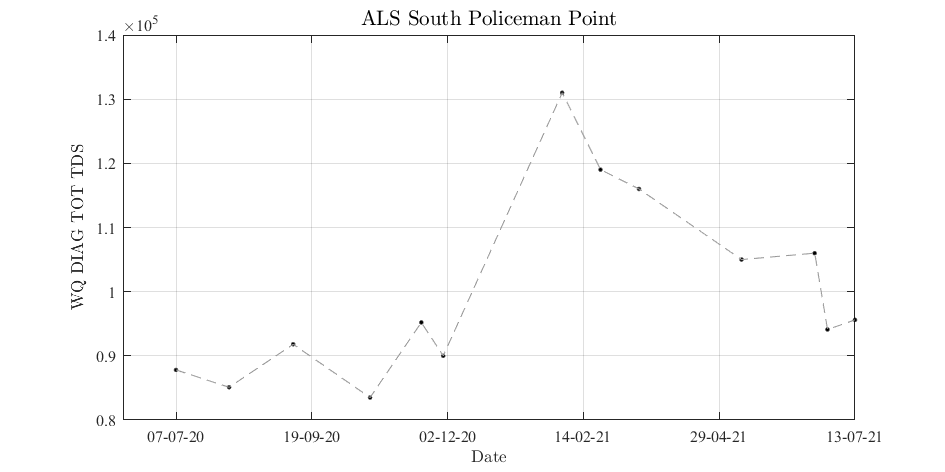 ALS South Policeman Point
×10⁵
1.4
1.3
1.2
1.1
1
0.9
0.8
WQ DIAG TOT TDS
07-07-20 19-09-20 02-12-20 14-02-21 29-04-21 13-07-21
Date